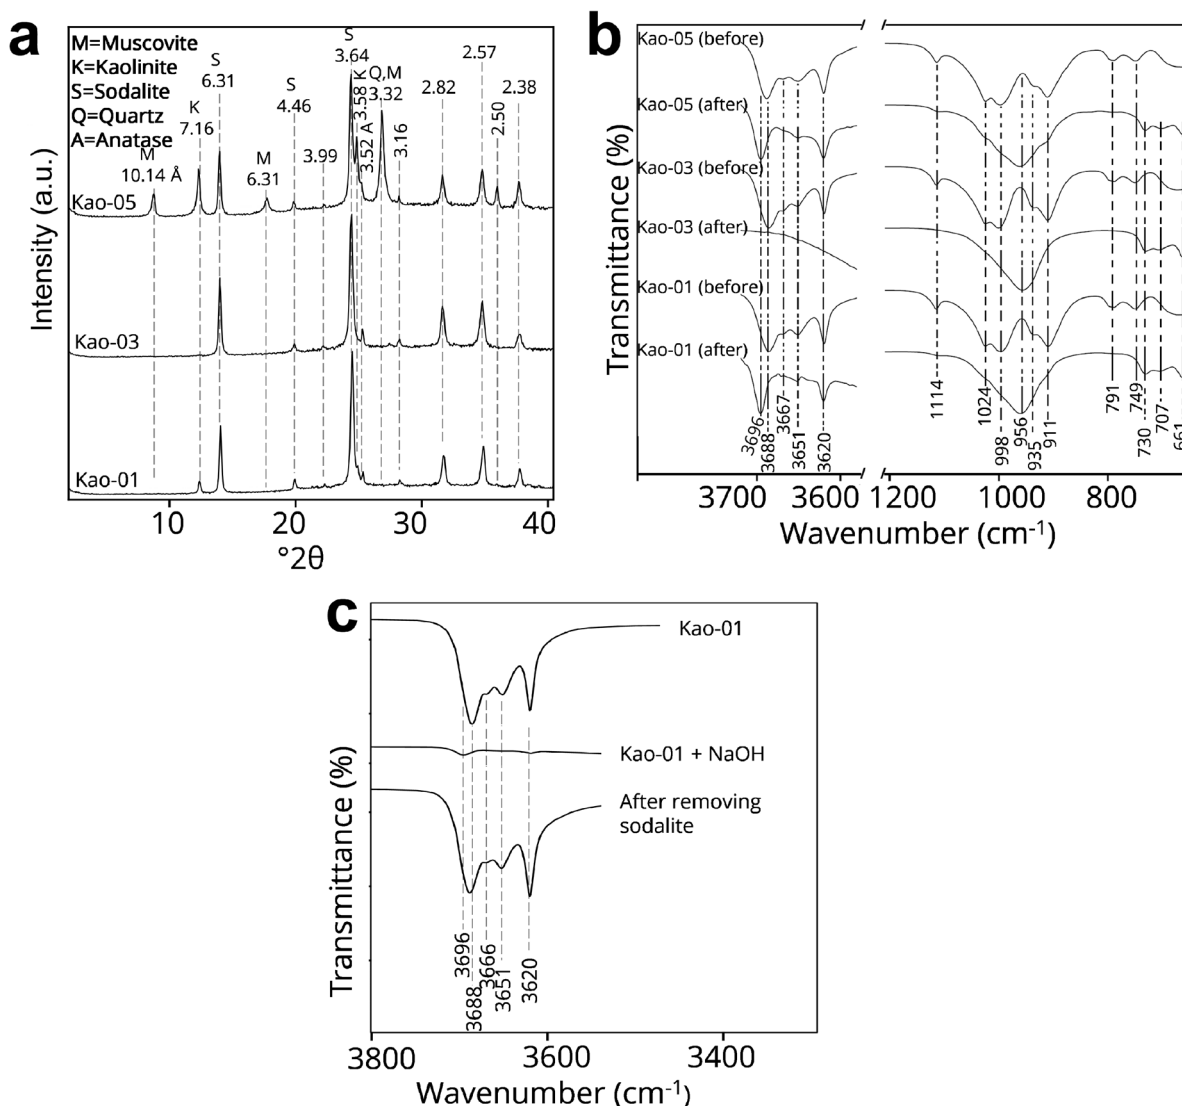 a
M=Muscovite
K=Kaolinite
S=Sodalite
Q=Quartz
A=Anatase
M
10.14 Å
K
7.16
S
6.31
M
6.31
S
4.46
3.99
S
3.64
3.58 K
3.52 A
Q,M
3.32
3.16
2.82
2.57
2.50
2.38
Kao-05
Kao-03
Kao-01
Intensity (a.u.)
10
20
30
40
°2θ
b
Kao-05 (before)
Kao-05 (after)
Kao-03 (before)
Kao-03 (after)
Kao-01 (before)
Kao-01 (after)
Transmittance (%)
3696
3688
3667
3651
3620
1114
1024
998
956
935
911
791
749
730
707
661
3700
3600
1200
1000
800
Wavenumber (cm-1)
c
Kao-01
Kao-01 + NaOH
After removing
sodalite
Transmittance (%)
3696
3688
3666
3651
3620
3800
3600
3400
Wavenumber (cm-1)